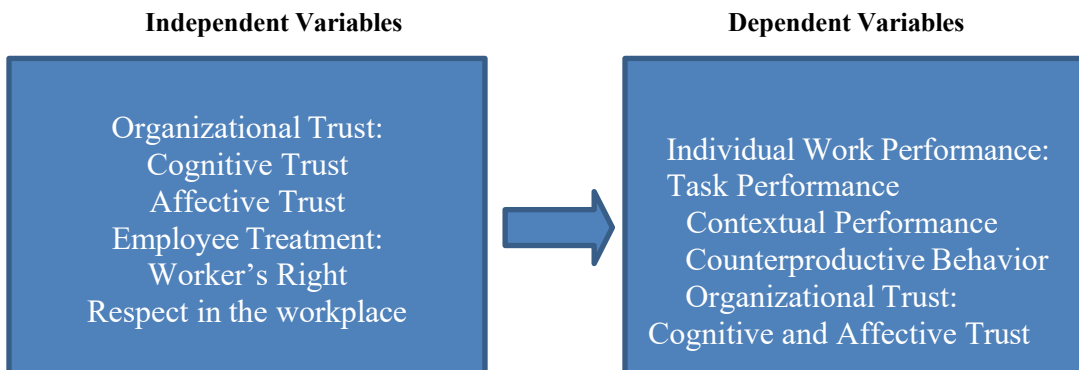 Independent Variables
Organizational Trust:
Cognitive Trust
Affective Trust
Employee Treatment:
Worker’s Right
Respect in the workplace
Dependent Variables
Individual Work Performance:
Task Performance
Contextual Performance
Counterproductive Behavior
Organizational Trust:
Cognitive and Affective Trust